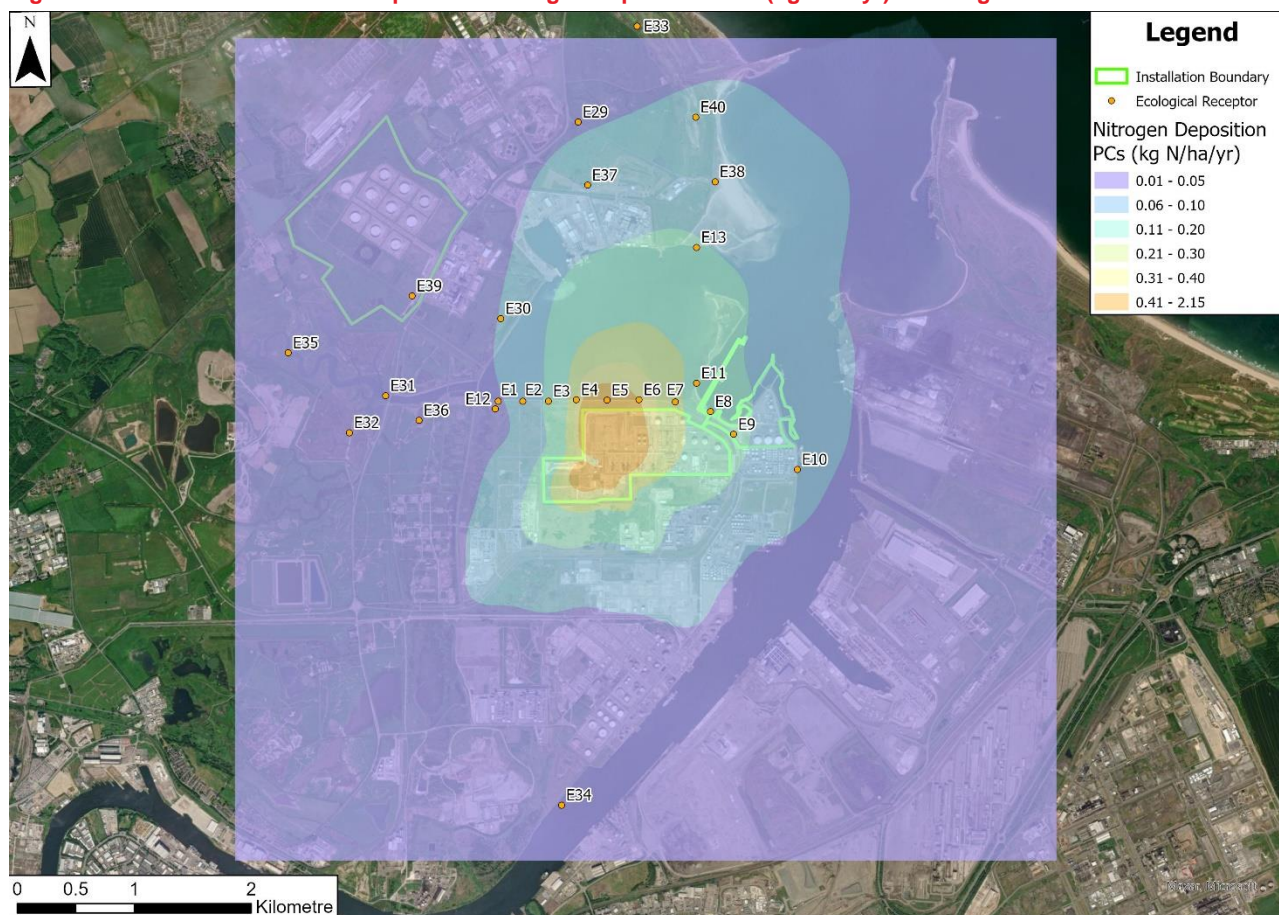 N
Legend
Installation Boundary
Ecological Receptor
Nitrogen Deposition
PCs (kg N/ha/yr)
0.01 - 0.05
0.06 - 0.10
0.11 - 0.20
0.21 - 0.30
0.31 - 0.40
0.41 - 2.15
E33
E29
E40
E37
E38
E13
E39
E30
E35
E31
E12
E1
E2
E3
E4
E5
E6
E7
E11
E8
E36
E32
E9
E10
E34
0 0.5 1 2
Kilometre